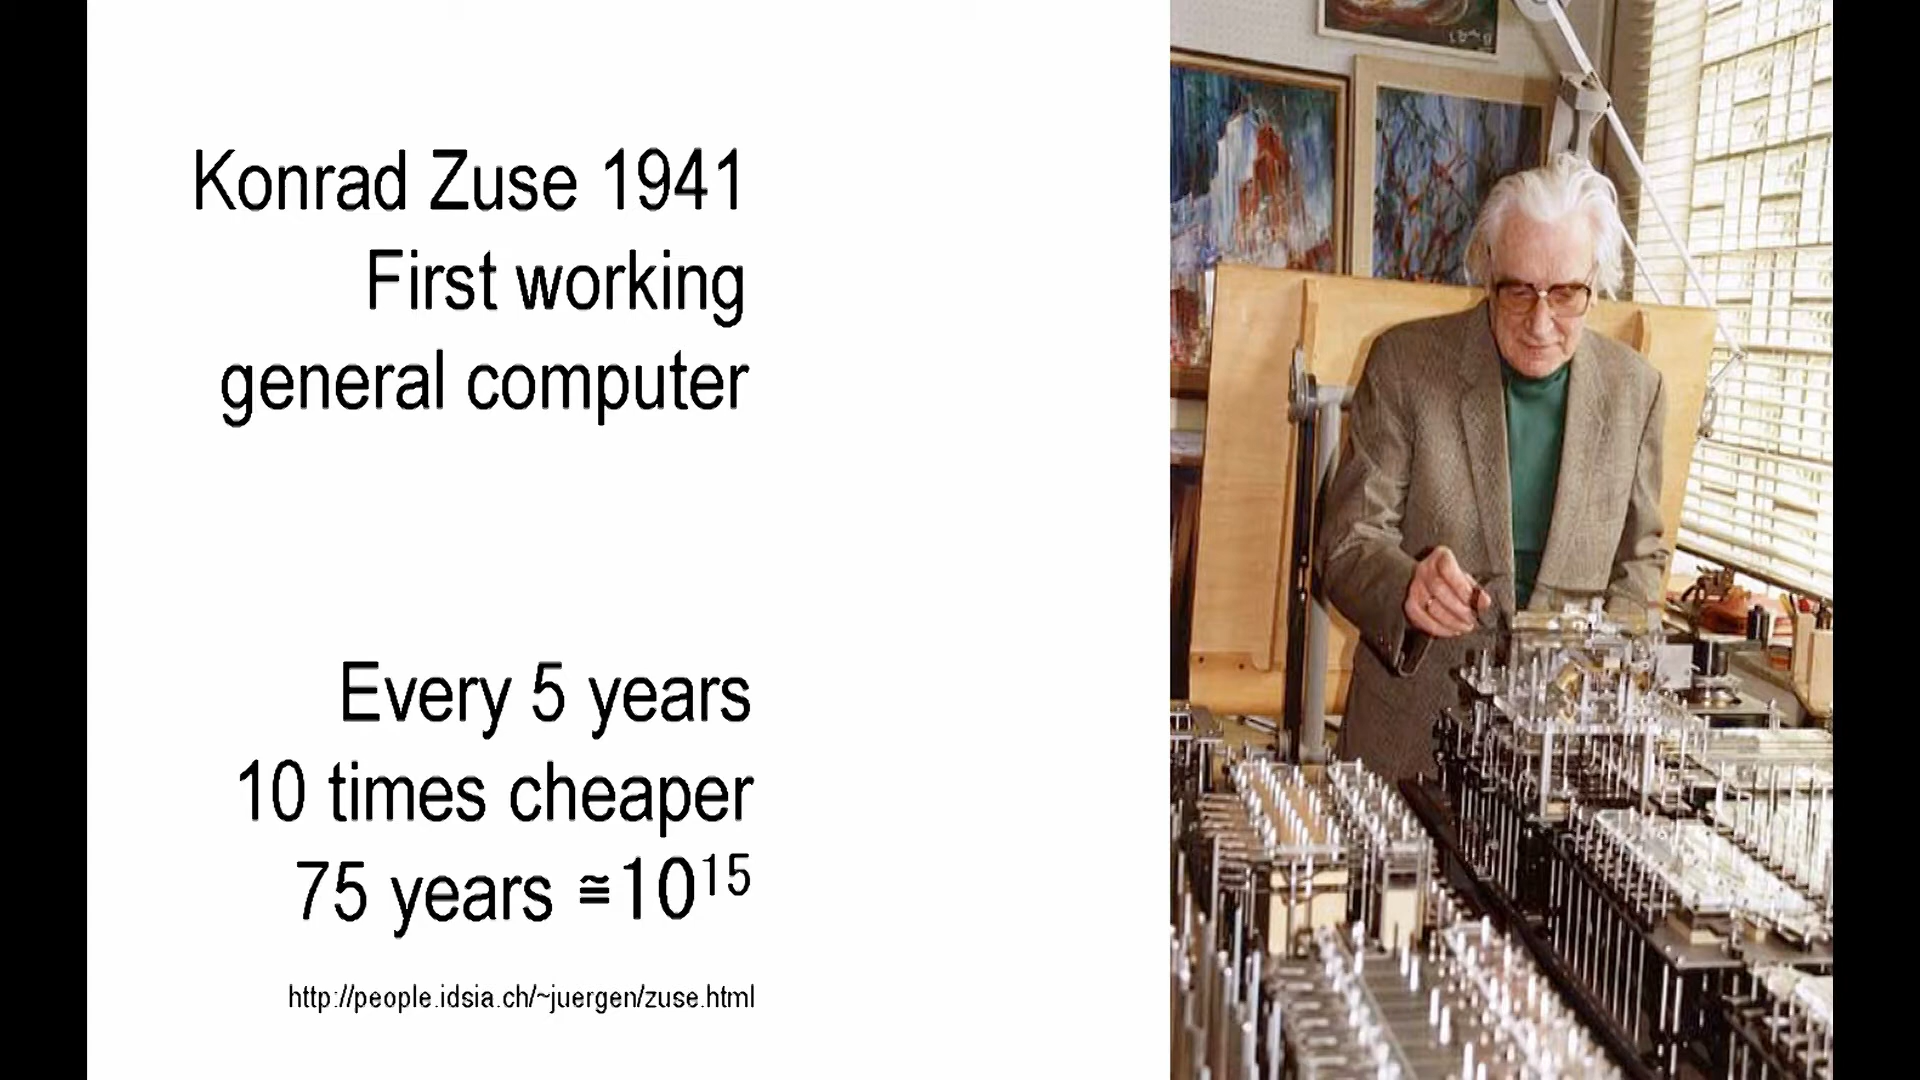 Konrad Zuse 1941
First working
general computer
Every 5 years
10 times cheaper
75 years ≅10¹⁵
http://people.idsia.ch/~juergen/zuse.html